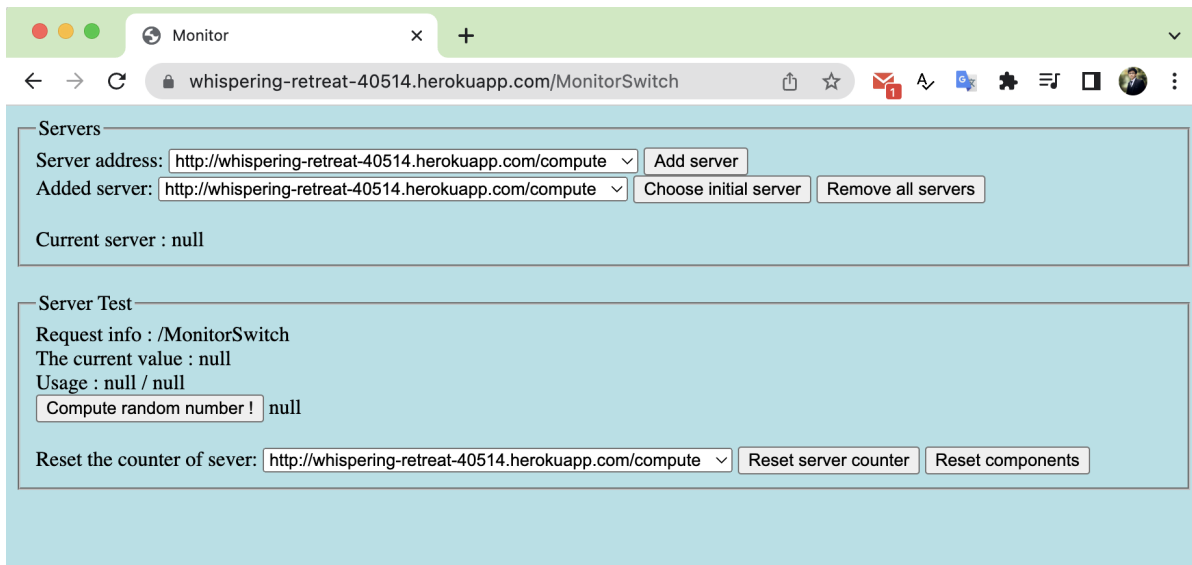 Monitor
whispering-retreat-40514.herokuapp.com/MonitorSwitch
1
Servers
Server address: http://whispering-retreat-40514.herokuapp.com/compute Add server
Added server: http://whispering-retreat-40514.herokuapp.com/compute Choose initial server Remove all servers
Current server : null
Server Test
Request info : /MonitorSwitch
The current value : null
Usage : null / null
Compute random number ! null
Reset the counter of sever: http://whispering-retreat-40514.herokuapp.com/compute Reset server counter Reset components